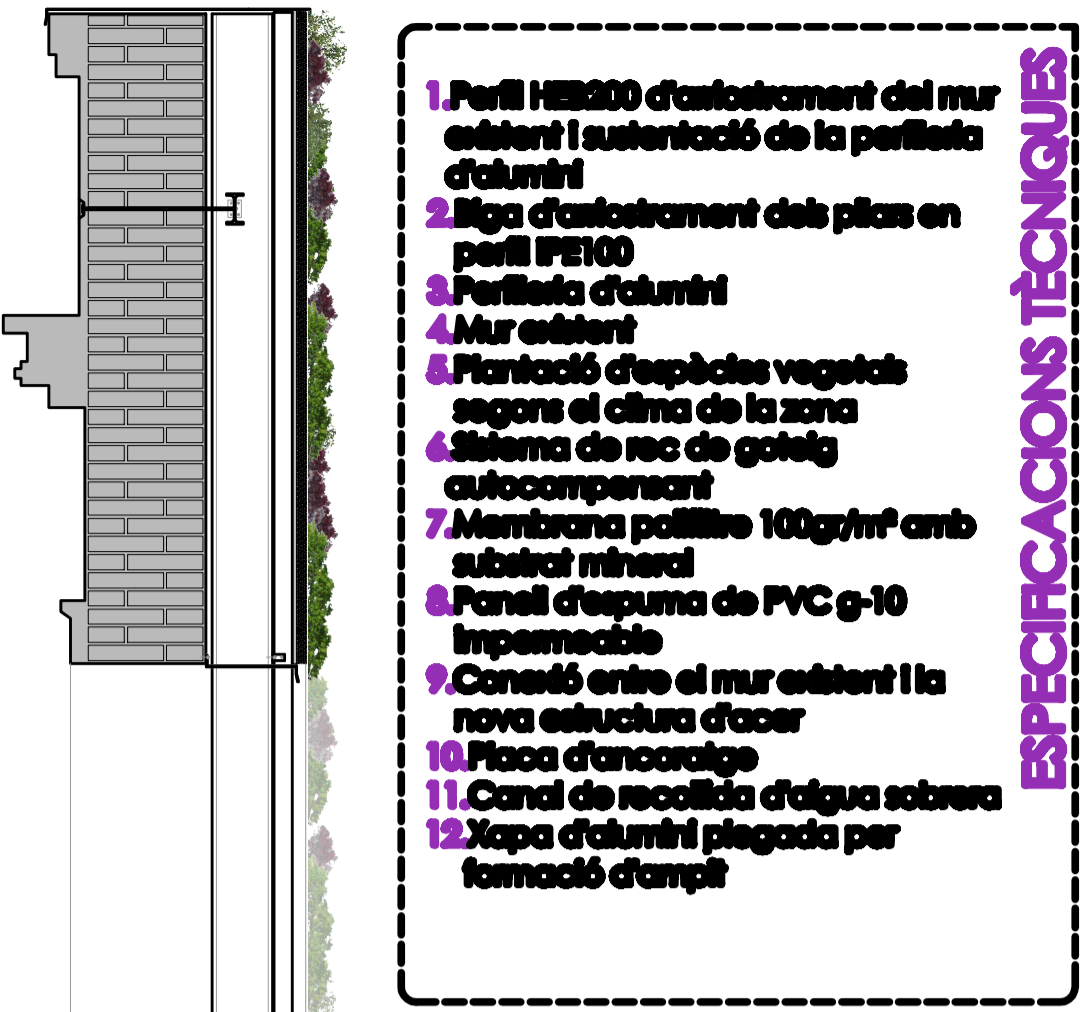 1.Perfil HEB200 d'arriostrament del mur
existent i sustentació de la perfileria
d'alumini
2.Biga d'arriostrament dels pilars en
perfil IPE100
3.Perfileria d'alumini
4.Mur existent
5.Plantació d'espècies vegetals
segons el clima de la zona
6.Sistema de rec de goteig
autocompensant
7.Membrana polifiltre 100gr/m² amb
substrat mineral
8.Panell d'espuma de PVC g-10
impermeable
9.Conexió entre el mur existent i la
nova estructura d'acer
10.Placa d'ancoratge
11.Canal de recollida d'aigua sobrera
12.Xapa d'alumini plegada per
formació d'ampit
ESPECIFICACIONS TÈCNIQUES